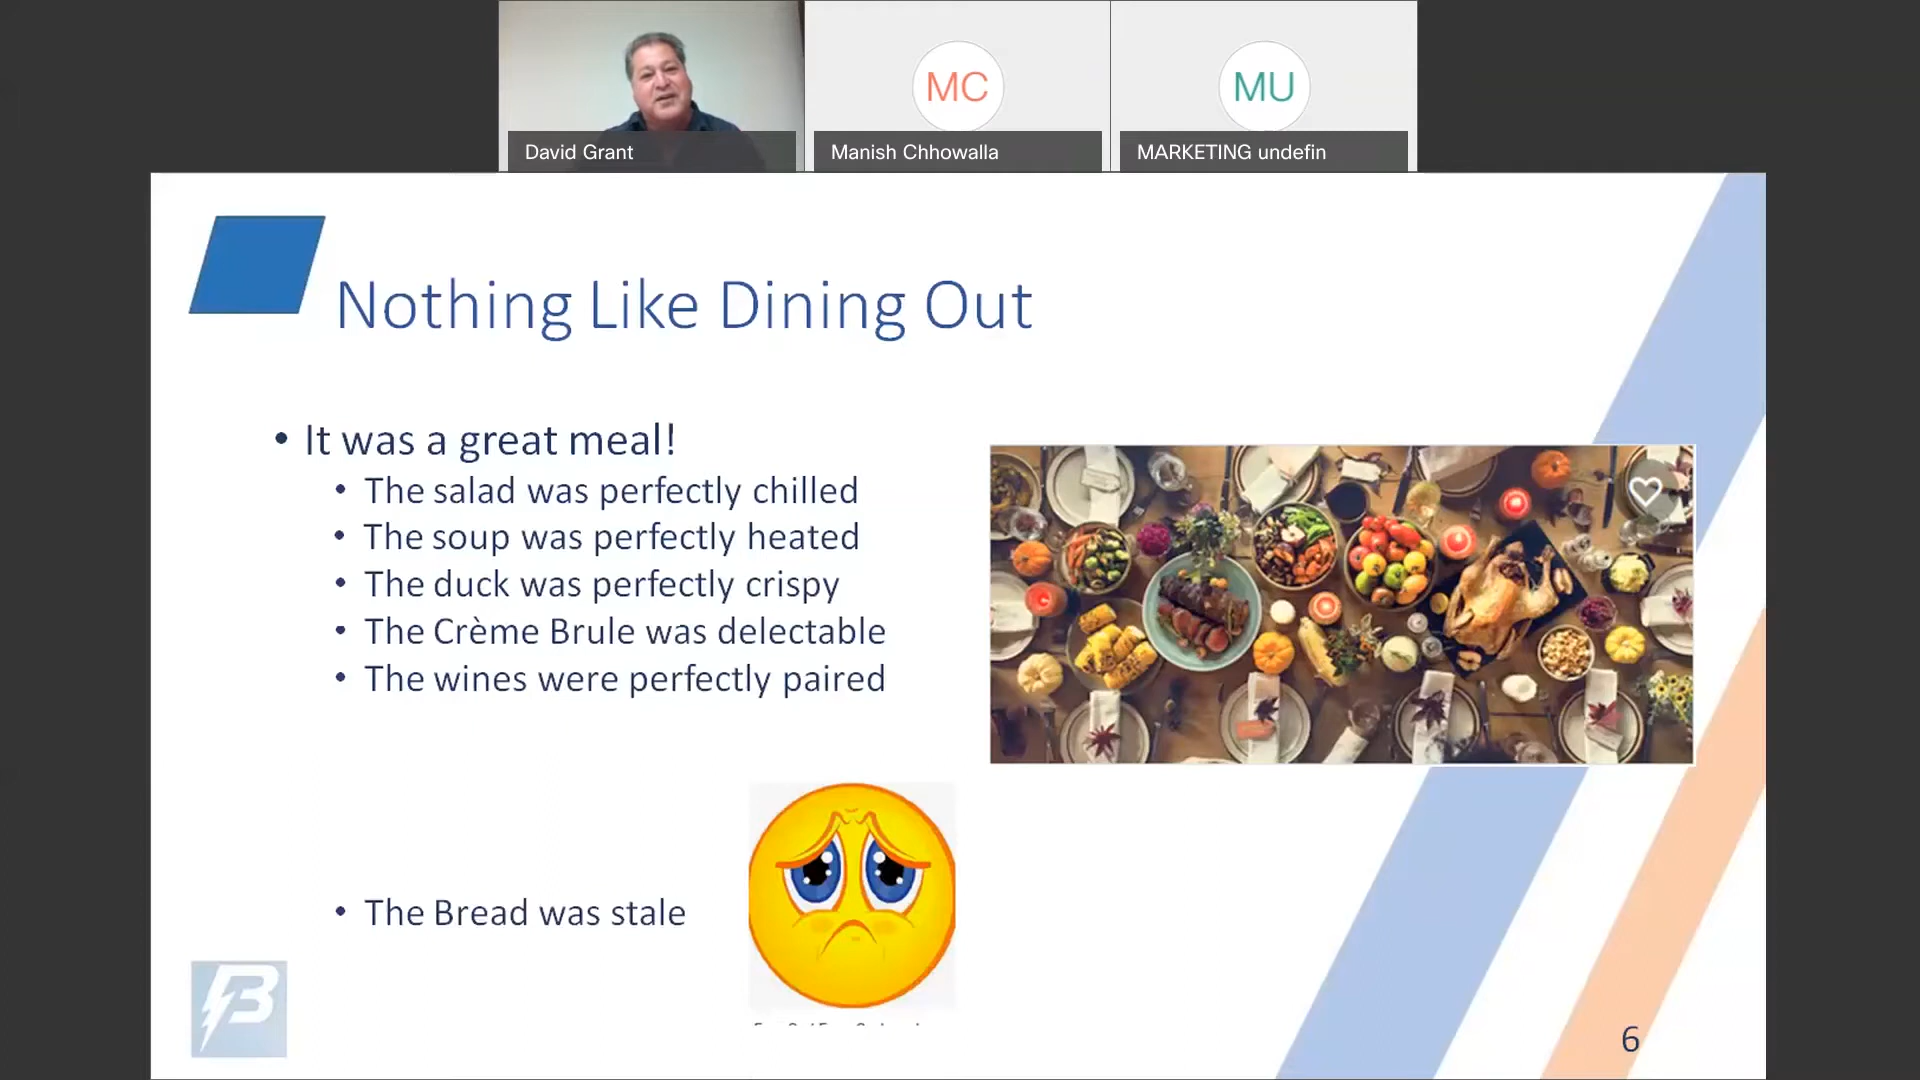 MC
MU
David Grant
Manish Chhowalla
MARKETING undefin
Nothing Like Dining Out
• It was a great meal!
• The salad was perfectly chilled
• The soup was perfectly heated
• The duck was perfectly crispy
• The Crème Brule was delectable
• The wines were perfectly paired
• The Bread was stale
B
6